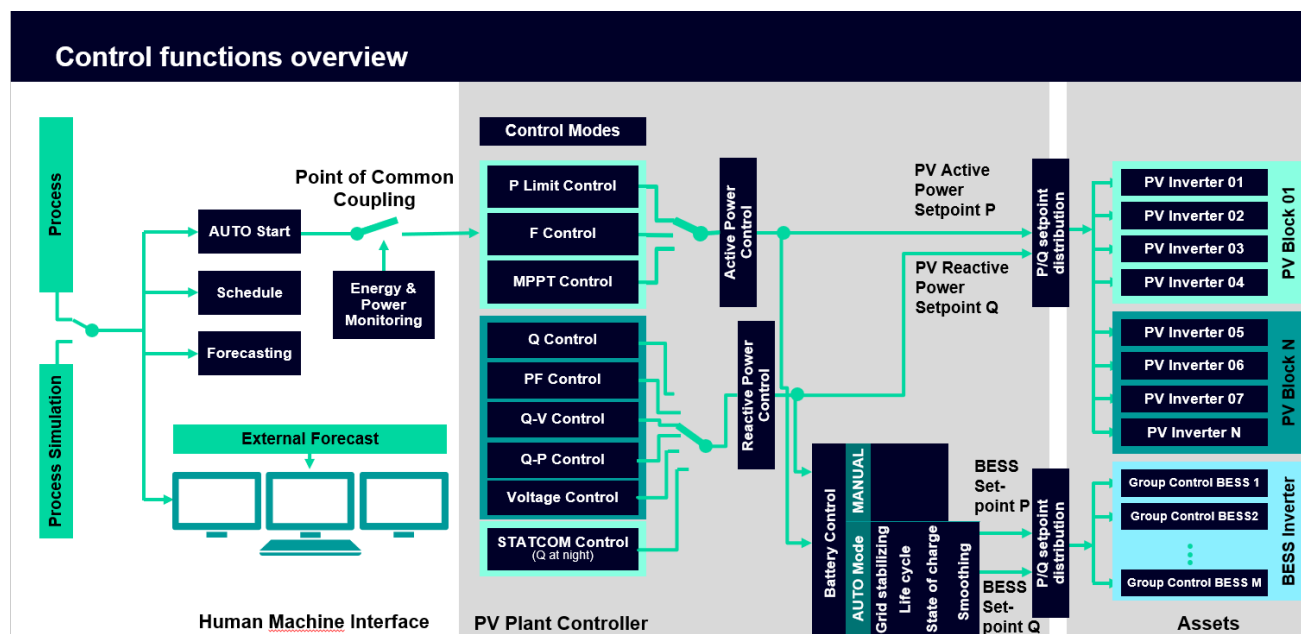 Control functions overview
Process
Process Simulation
AUTO Start
Schedule
Forecasting
Point of Common
Coupling
Energy &
Power
Monitoring
External Forecast
Human Machine Interface
Control Modes
P Limit Control
F Control
MPPT Control
Q Control
PF Control
Q-V Control
Q-P Control
Voltage Control
STATCOM Control
(Q at night)
PV Plant Controller
Active Power
Control
Reactive Power
Control
PV Active
Power
Setpoint P
PV Reactive
Power
Setpoint Q
Battery Control
MANUAL
AUTO Mode
Grid stabilizing
Life cycle
State of charge
Smoothing
BESS
Set-
point P
BESS
Set-
point Q
P/Q setpoint
distribution
P/Q setpoint
distribution
PV Inverter 01
PV Inverter 02
PV Inverter 03
PV Inverter 04
PV Block 01
PV Inverter 05
PV Inverter 06
PV Inverter 07
PV Inverter N
PV Block N
Group Control BESS 1
Group Control BESS2
Group Control BESS M
BESS Inverter
Assets